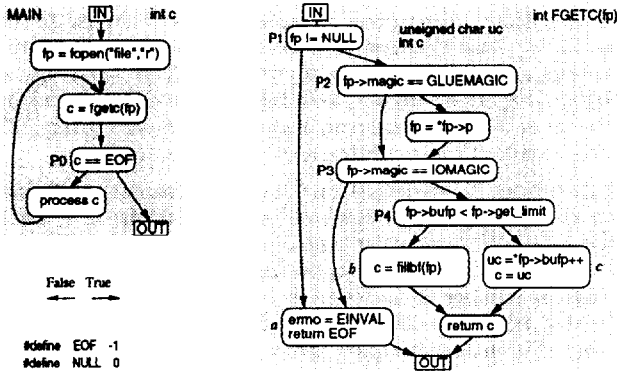 MAIN
IN
int c
fp = fopen("file","r")
c = fgetc(fp)
P0
c == EOF
process c
OUT
False True
#define EOF -1
#define NULL 0
IN
int FGETC(fp)
unsigned char uc
int c
P1
fp != NULL
P2
fp->magic == GLUEMAGIC
fp = *fp->p
P3
fp->magic == IOMAGIC
P4
fp->bufp < fp->get_limit
b
c = fillbf(fp)
uc =*fp->bufp++
c = uc
c
a
errno = EINVAL
return EOF
return c
OUT